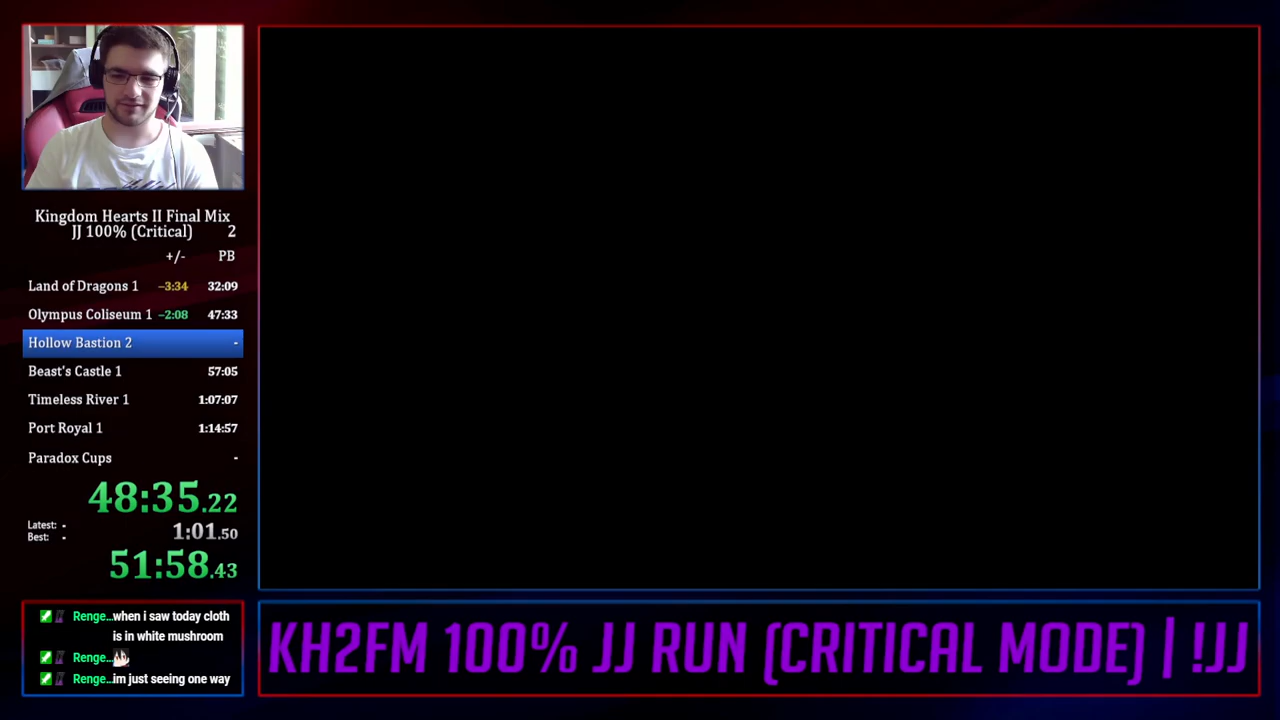 Kingdom Hearts II Final Mix
JJ 100% (Critical) 2
+/- PB
Land of Dragons 1 −3:34 32:09
Olympus Coliseum 1 −2:08 47:33
Hollow Bastion 2 -
Beast's Castle 1 57:05
Timeless River 1 1:07:07
Port Royal 1 1:14:57
Paradox Cups -
48:35.22
Latest: - 1:01.50
Best: -
51:58.43
Renge...when i saw today cloth
is in white mushroom
Renge...
Renge...im just seeing one way
KH2FM 100% JJ RUN (CRITICAL MODE) | !JJ